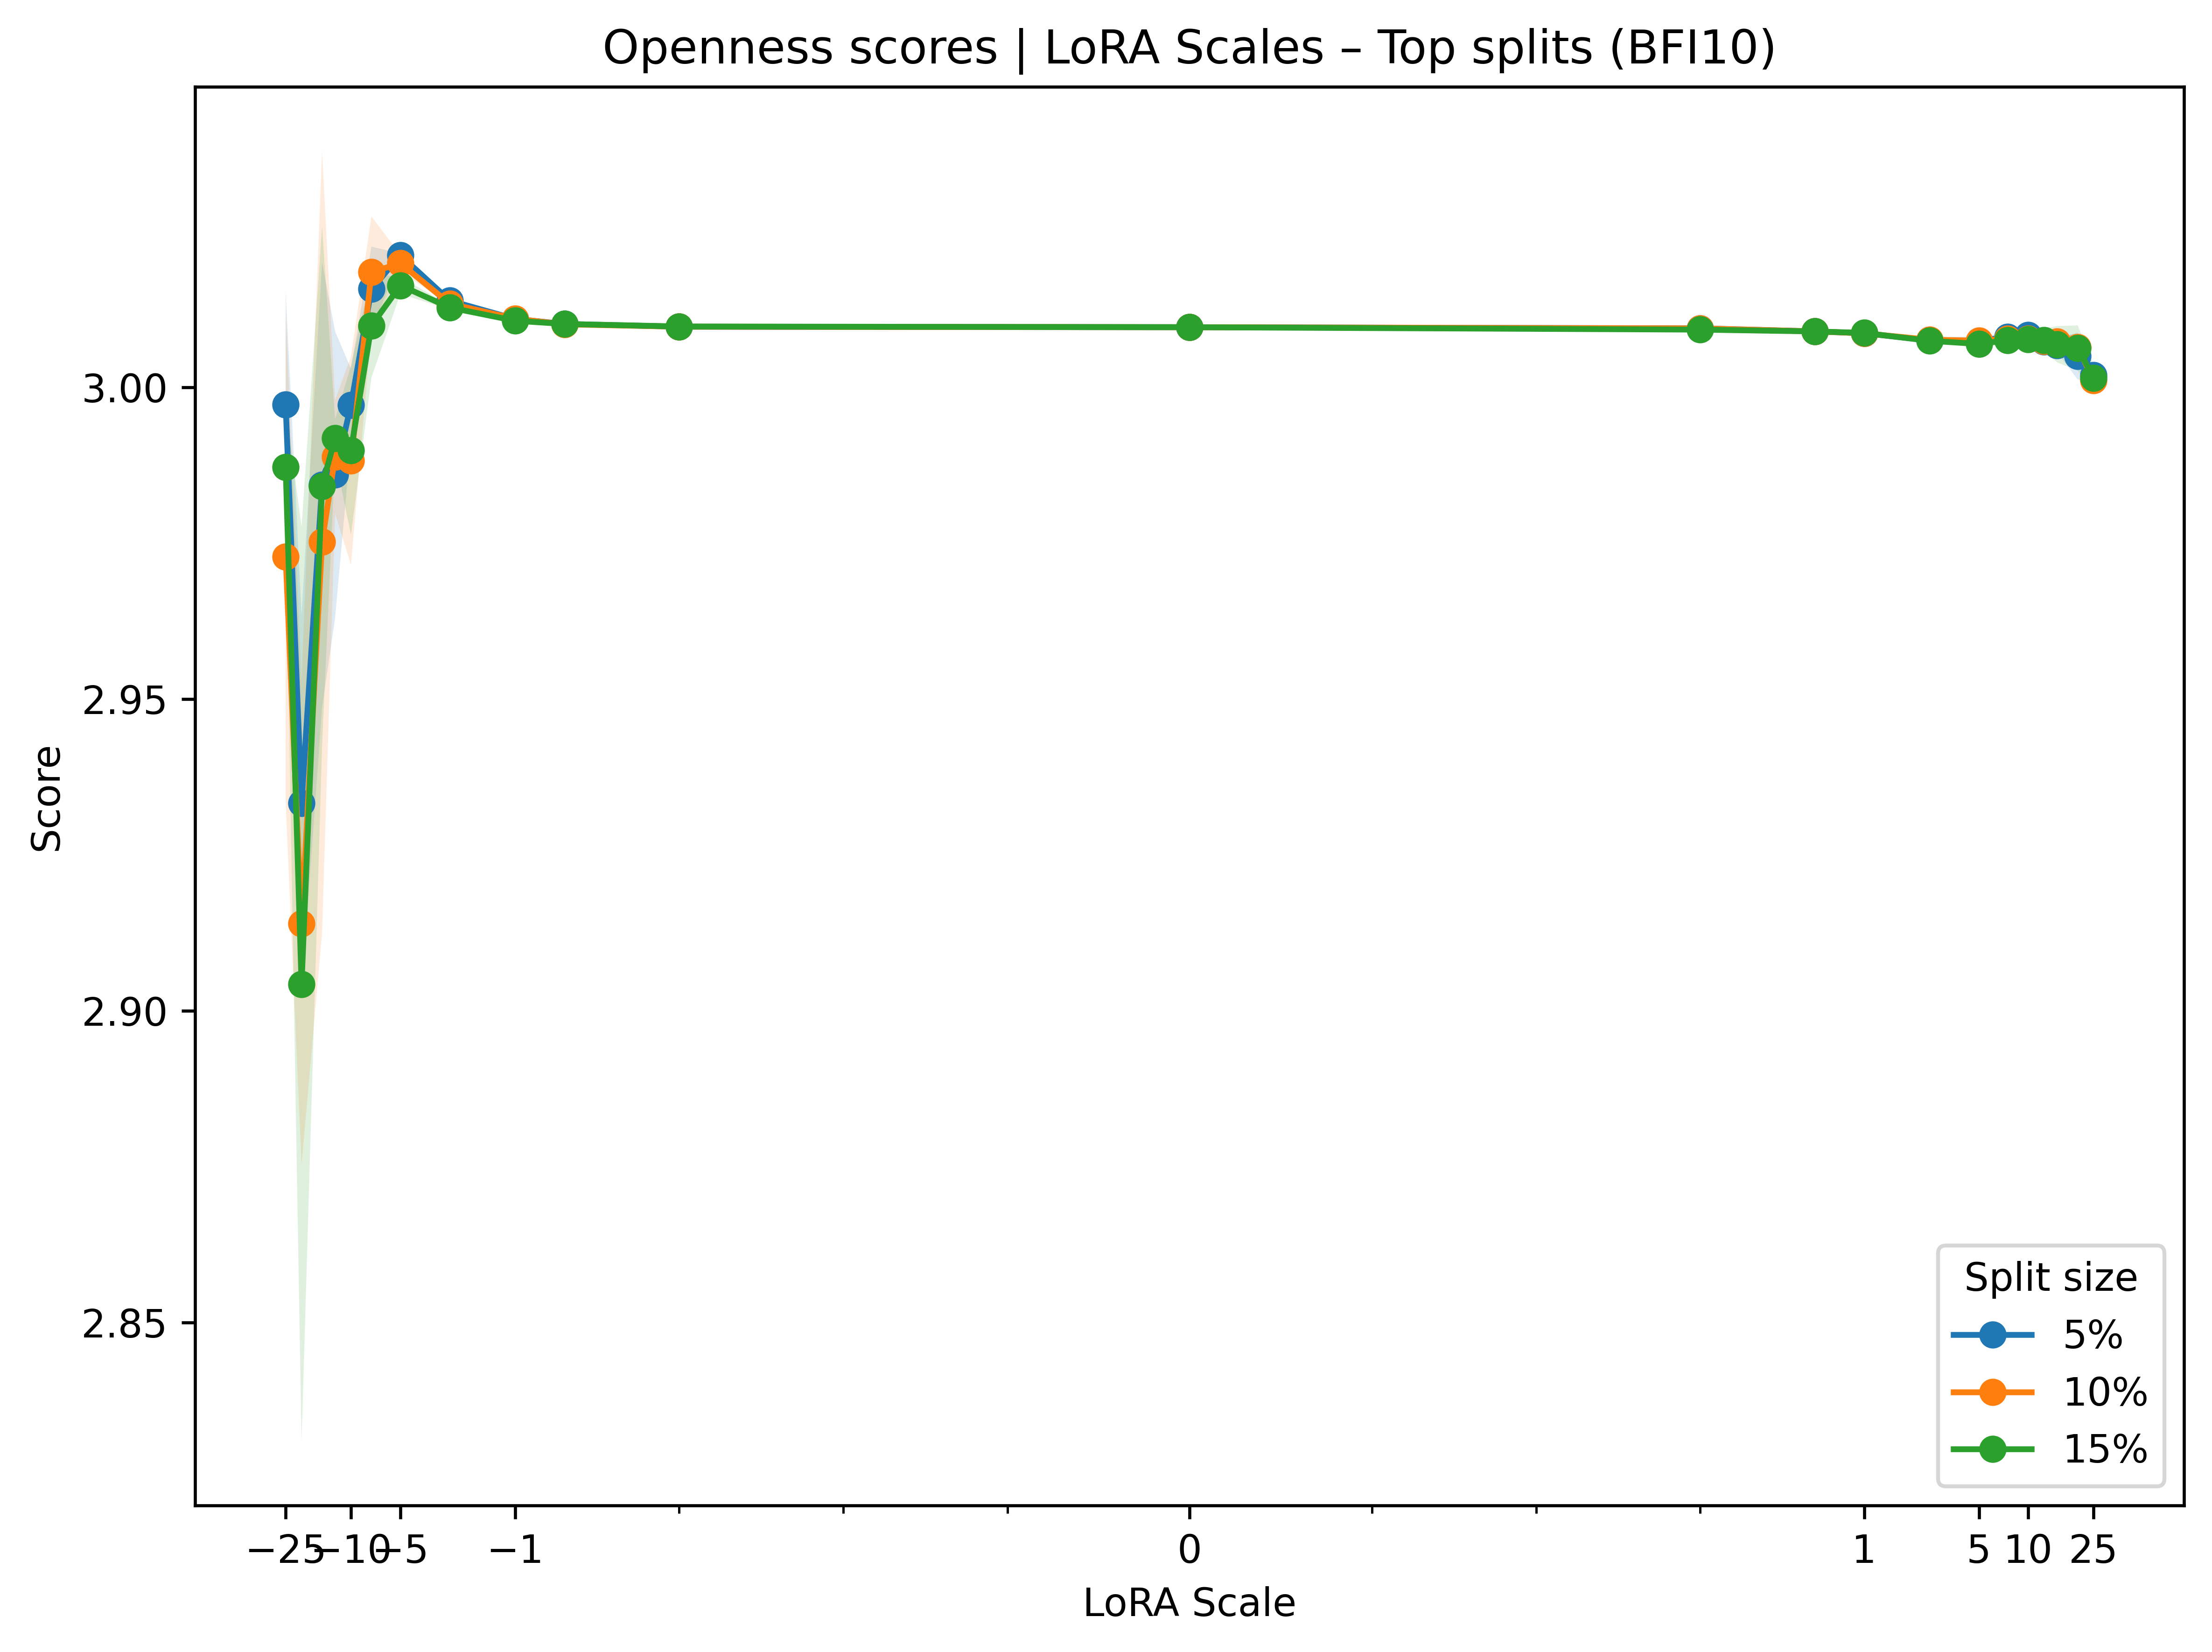 Openness scores | LoRA Scales – Top splits (BFI10)
Score
3.00
2.95
2.90
2.85
Split size
5%
10%
15%
−25 −10 −5 −1 0 1 5 10 25
LoRA Scale